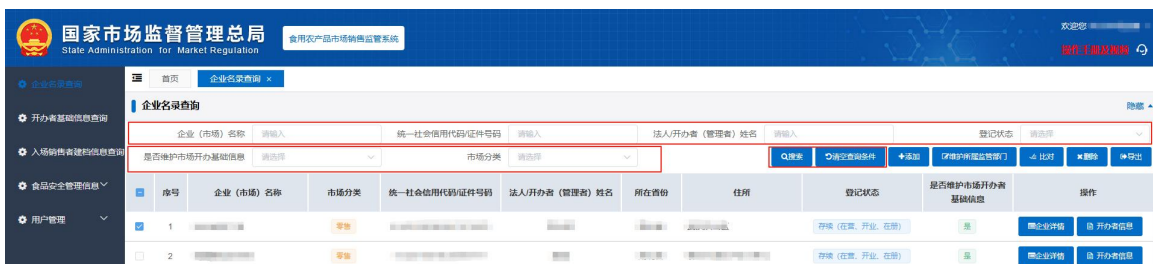 国家市场监督管理总局
State Administration for Market Regulation
食用农产品市场销售监管系统
欢迎您
操作手册及视频
企业名录查询
开办者基础信息查询
入场销售者建档信息查询
食品安全管理信息
用户管理
首页 企业名录查询 ×
企业名录查询 隐藏
企业（市场）名称 请输入 统一社会信用代码/证件号码 请输入 法人/开办者（管理者）姓名 请输入 登记状态 请选择
是否维护市场开办基础信息 请选择 市场分类 请选择 搜索 清空查询条件 +添加 维护所属监管部门 比对 ×删除 导出
序号 企业（市场）名称 市场分类 统一社会信用代码/证件号码 法人/开办者（管理者）姓名 所在省份 住所 登记状态 是否维护市场开办者基础信息 操作
1 零售 存续（在营、开业、在册） 是 企业详情 开办者信息
2 零售 存续（在营、开业、在册） 是 企业详情 开办者信息